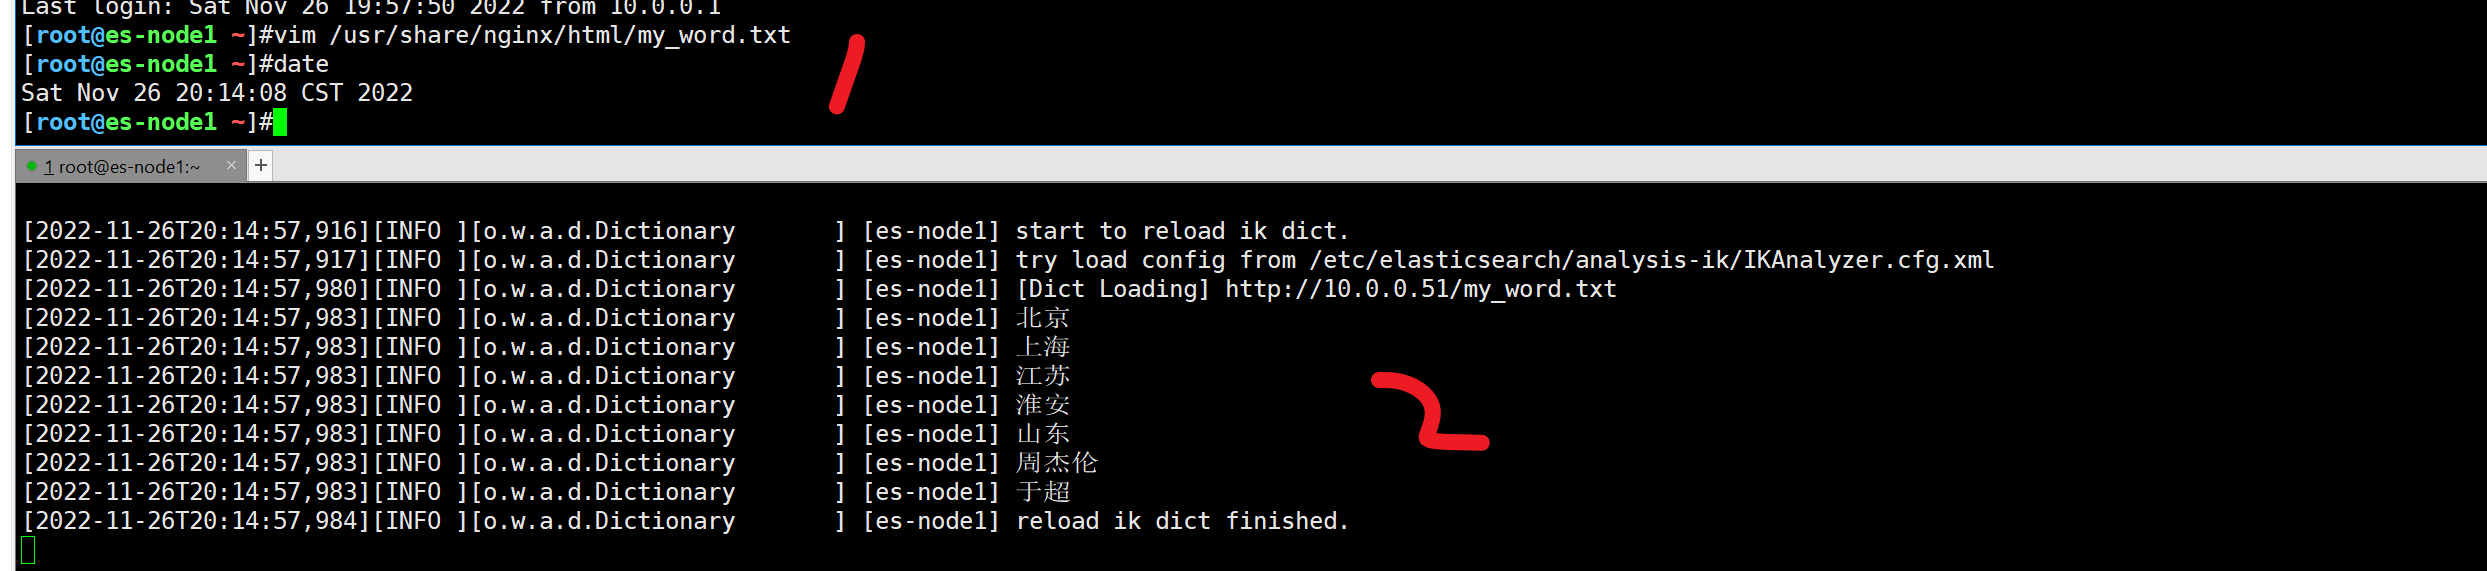 Last login: Sat Nov 26 19:57:50 2022 from 10.0.0.1
[root@es-node1 ~]#vim /usr/share/nginx/html/my_word.txt
[root@es-node1 ~]#date
Sat Nov 26 20:14:08 CST 2022
[root@es-node1 ~]#
1
1 root@es-node1:~ × +
[2022-11-26T20:14:57,916][INFO ][o.w.a.d.Dictionary       ] [es-node1] start to reload ik dict.
[2022-11-26T20:14:57,917][INFO ][o.w.a.d.Dictionary       ] [es-node1] try load config from /etc/elasticsearch/analysis-ik/IKAnalyzer.cfg.xml
[2022-11-26T20:14:57,980][INFO ][o.w.a.d.Dictionary       ] [es-node1] [Dict Loading] http://10.0.0.51/my_word.txt
[2022-11-26T20:14:57,983][INFO ][o.w.a.d.Dictionary       ] [es-node1] 北京
[2022-11-26T20:14:57,983][INFO ][o.w.a.d.Dictionary       ] [es-node1] 上海
[2022-11-26T20:14:57,983][INFO ][o.w.a.d.Dictionary       ] [es-node1] 江苏
[2022-11-26T20:14:57,983][INFO ][o.w.a.d.Dictionary       ] [es-node1] 淮安
[2022-11-26T20:14:57,983][INFO ][o.w.a.d.Dictionary       ] [es-node1] 山东
[2022-11-26T20:14:57,983][INFO ][o.w.a.d.Dictionary       ] [es-node1] 周杰伦
[2022-11-26T20:14:57,983][INFO ][o.w.a.d.Dictionary       ] [es-node1] 于超
[2022-11-26T20:14:57,984][INFO ][o.w.a.d.Dictionary       ] [es-node1] reload ik dict finished.
2